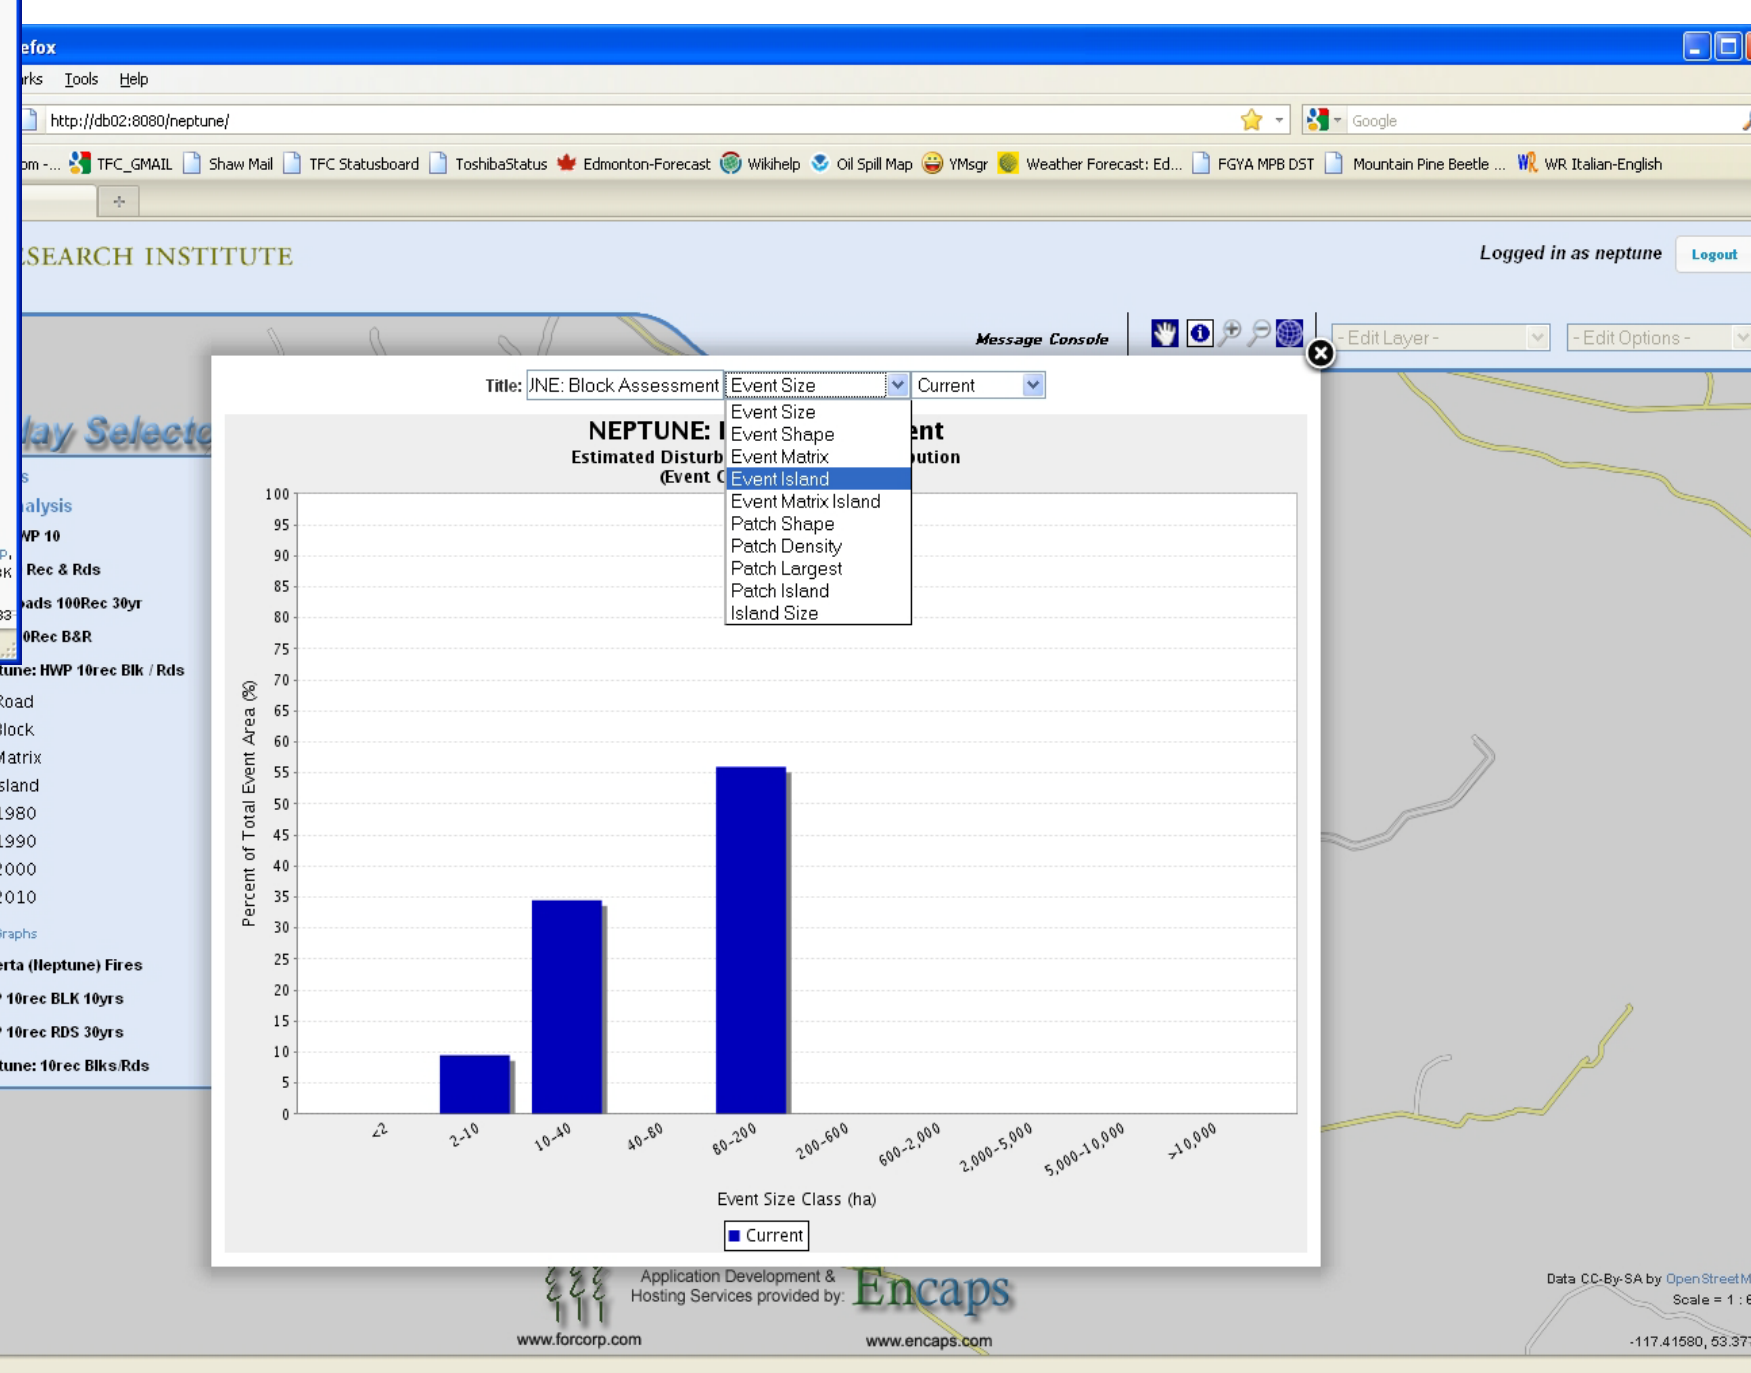 efox
rks Tools Help
http://db02:8080/neptune/
Google
om -... TFC_GMAIL Shaw Mail TFC Statusboard ToshibaStatus Edmonton-Forecast Wikihelp Oil Spill Map YMsgr Weather Forecast: Ed... FGYA MPB DST Mountain Pine Beetle ... WR Italian-English
SEARCH INSTITUTE
Logged in as neptune Logout
Message Console
- Edit Layer -
- Edit Options -
Title: UNE: Block Assessment Event Size Current
Event Size
Event Shape
Event Matrix
Event Island
Event Matrix Island
Patch Shape
Patch Density
Patch Largest
Patch Island
Island Size
NEPTUNE: ent
Estimated Disturb bution
(Event
100
95
90
85
80
75
70
65
60
55
50
45
40
35
30
25
20
15
10
5
0
Percent of Total Event Area (%)
<2 2-10 10-40 40-80 80-200 200-600 600-2,000 2,000-5,000 5,000-10,000 >10,000
Event Size Class (ha)
Current
lay Selecto
s
alysis
WP 10
Rec & Rds
oads 100Rec 30yr
0Rec B&R
tune: HWP 10rec Blk / Rds
Road
Block
Matrix
sland
1980
1990
2000
2010
Graphs
erta (Neptune) Fires
P 10rec BLK 10yrs
P 10rec RDS 30yrs
tune: 10rec Blks/Rds
Application Development &
Hosting Services provided by: Encaps
www.forcorp.com
www.encaps.com
Data CC-By-SA by OpenStreetM
Scale = 1 : 6
-117.41580, 53.377